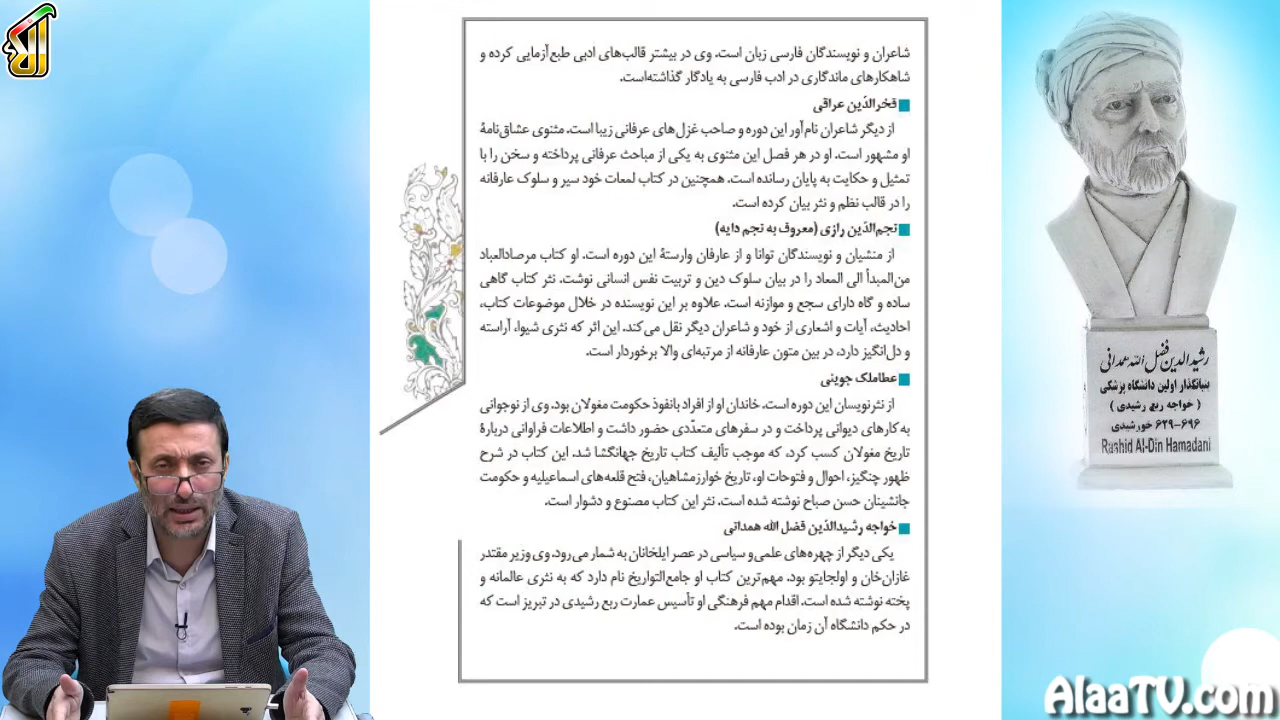 شاعران و نویسندگان فارسی زبان است. وی در بیشتر قالب‌های ادبی طبع‌آزمایی کرده و
شاهکارهای ماندگاری در ادب فارسی به یادگار گذاشته‌است.
فخرالدّین عراقی
از دیگر شاعران نام‌آور این دوره و صاحب غزل‌های عرفانی زیبا است. مثنوی عشاق‌نامهٔ
او مشهور است. او در هر فصل این مثنوی به یکی از مباحث عرفانی پرداخته و سخن را با
تمثیل و حکایت به پایان رسانده است. همچنین در کتاب لمعات خود سیر و سلوک عارفانه
را در قالب نظم و نثر بیان کرده است.
نجم‌الدّین رازی (معروف به نجم دایه)
از منشیان و نویسندگان توانا و از عارفان وارستهٔ این دوره است. او کتاب مرصادالعباد
من‌المبدأ الی المعاد را در بیان سلوک دین و تربیت نفس انسانی نوشت. نثر کتاب گاهی
ساده و گاه دارای سجع و موازنه است. علاوه بر این نویسنده در خلال موضوعات کتاب،
احادیث، آیات و اشعاری از خود و شاعران دیگر نقل می‌کند. این اثر که نثری شیوا، آراسته
و دل‌انگیز دارد، در بین متون عارفانه از مرتبه‌ای والا برخوردار است.
عطاملک جوینی
از نثرنویسان این دوره است. خاندان او از افراد بانفوذ حکومت مغولان بود. وی از نوجوانی
به کارهای دیوانی پرداخت و در سفرهای متعدّدی حضور داشت و اطلاعات فراوانی دربارهٔ
تاریخ مغولان کسب کرد، که موجب تألیف کتاب تاریخ جهانگشا شد. این کتاب در شرح
ظهور چنگیز، احوال و فتوحات او، تاریخ خوارزمشاهیان، فتح قلعه‌های اسماعیلیه و حکومت
جانشینان حسن صباح نوشته شده است. نثر این کتاب مصنوع و دشوار است.
خواجه رشیدالدّین فضل الله همدانی
یکی دیگر از چهره‌های علمی و سیاسی در عصر ایلخانان به شمار می‌رود. وی وزیر مقتدر
غازان‌خان و اولجایتو بود. مهم‌ترین کتاب او جامع‌التواریخ نام دارد که به نثری عالمانه و
پخته نوشته شده است. اقدام مهم فرهنگی او تأسیس عمارت ربع رشیدی در تبریز است که
در حکم دانشگاه آن زمان بوده است.
رشیدالدین فضل الله همدانی
بنیانگذار اولین دانشگاه پزشکی
( خواجه ربع رشیدی )
۶۲۹-۶۹۶ خورشیدی
Rashid Al-Din Hamadani
آلاء
AlaaTV.com